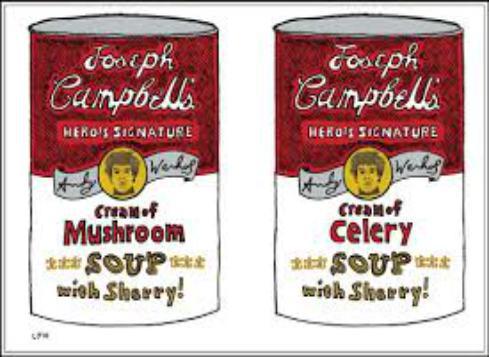 Joseph
Campbell's
HERO'S SIGNATURE
Andy Warhol
Cream of
Mushroom
SOUP
with Sherry!
Joseph
Campbell's
HERO'S SIGNATURE
Andy Warhol
Cream of
Celery
SOUP
with Sherry!